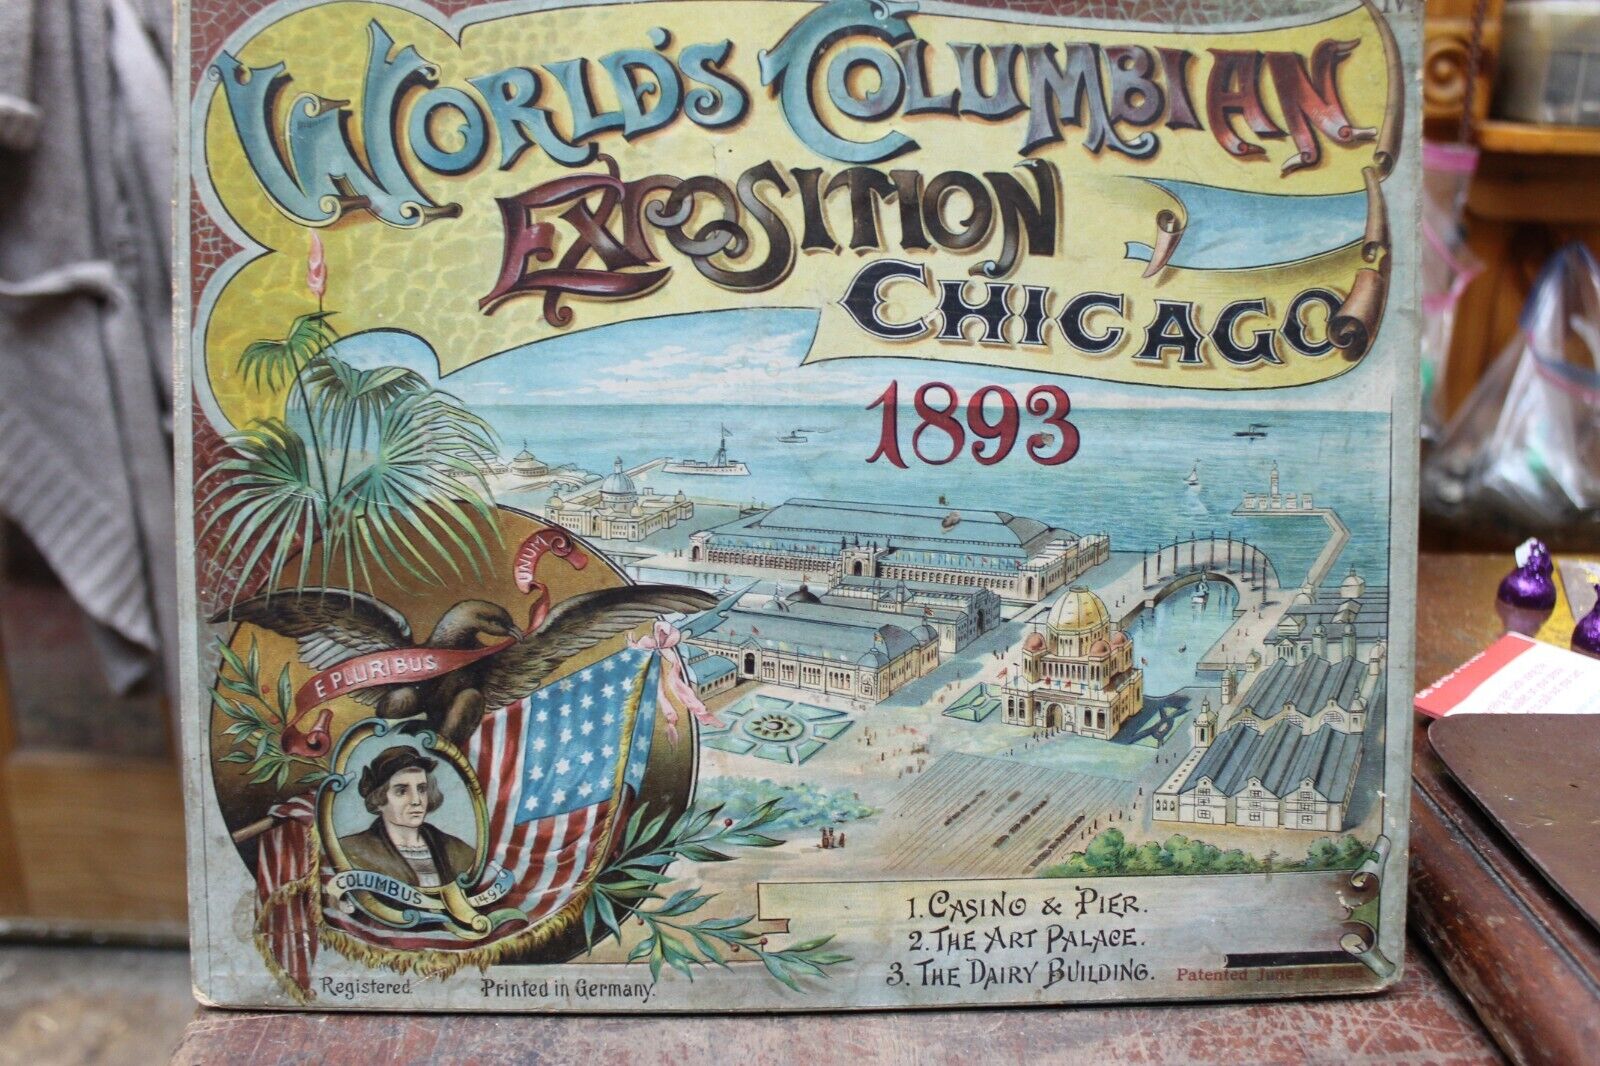 World's Columbian
Exposition
Chicago
1893
E PLURIBUS UNUM
COLUMBUS 1492
1. Casino & Pier.
2. The Art Palace.
3. The Dairy Building.
Registered. Printed in Germany. Patented June